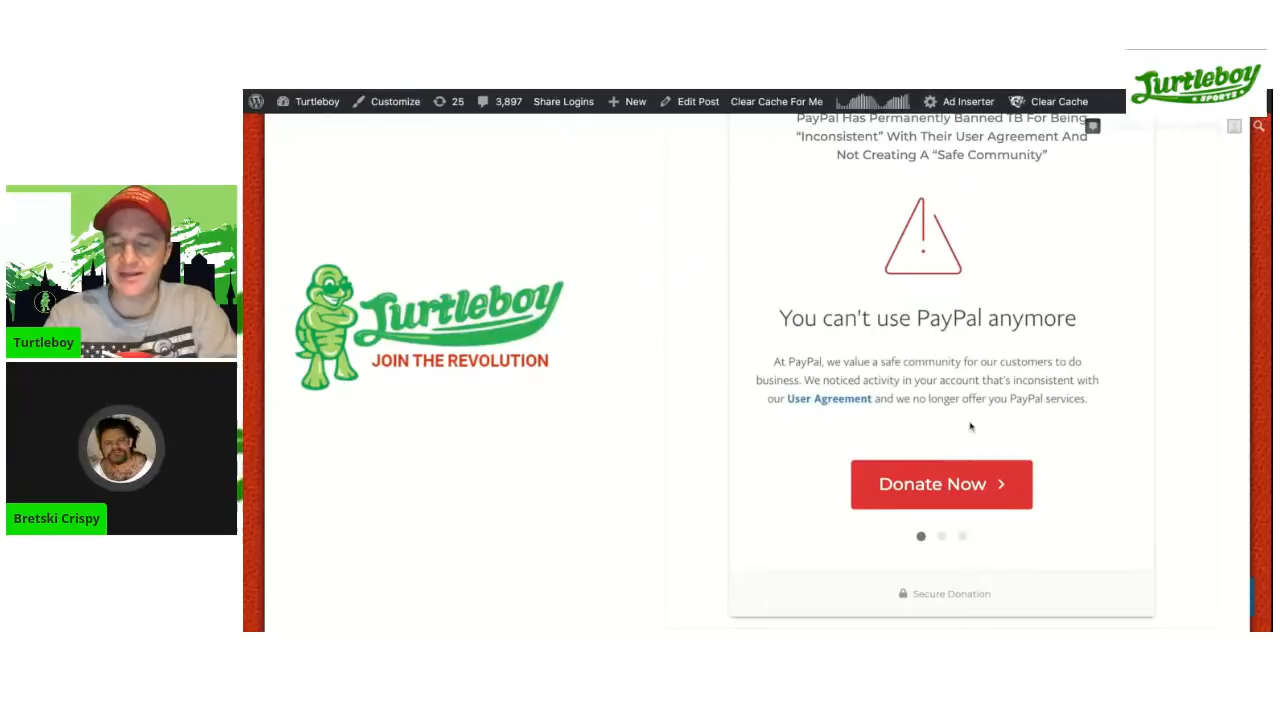 Turtleboy
Customize
25
3,897
Share Logins
New
Edit Post
Clear Cache For Me
Ad Inserter
Clear Cache
Turtleboy
SPORTS
PayPal Has Permanently Banned TB For Being
“Inconsistent” With Their User Agreement And
Not Creating A “Safe Community”
Turtleboy
JOIN THE REVOLUTION
You can't use PayPal anymore
At PayPal, we value a safe community for our customers to do
business. We noticed activity in your account that's inconsistent with
our User Agreement and we no longer offer you PayPal services.
Donate Now
Secure Donation
Turtleboy
Bretski Crispy